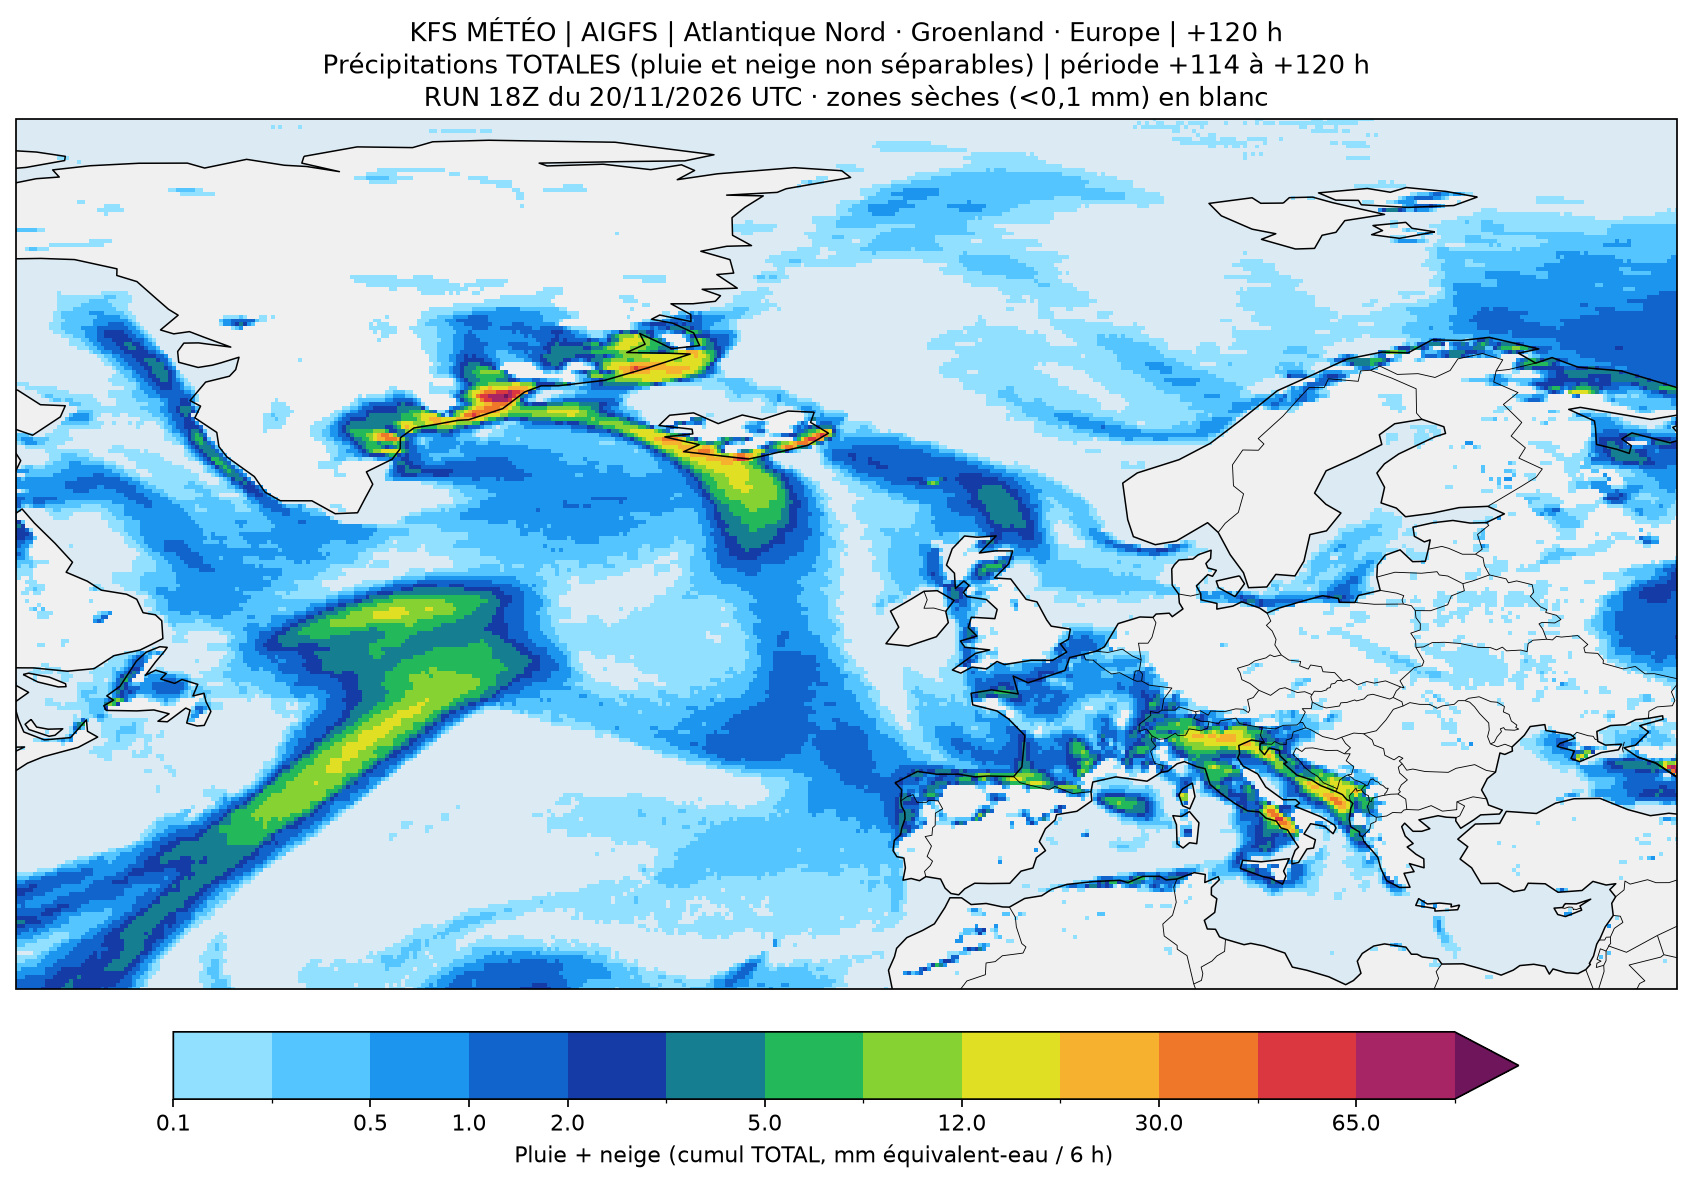 KFS MÉTÉO | AIGFS | Atlantique Nord · Groenland · Europe | +120 h
Précipitations TOTALES (pluie et neige non séparables) | période +114 à +120 h
RUN 18Z du 20/11/2026 UTC · zones sèches (<0,1 mm) en blanc
0.1 0.5 1.0 2.0 5.0 12.0 30.0 65.0
Pluie + neige (cumul TOTAL, mm équivalent-eau / 6 h)